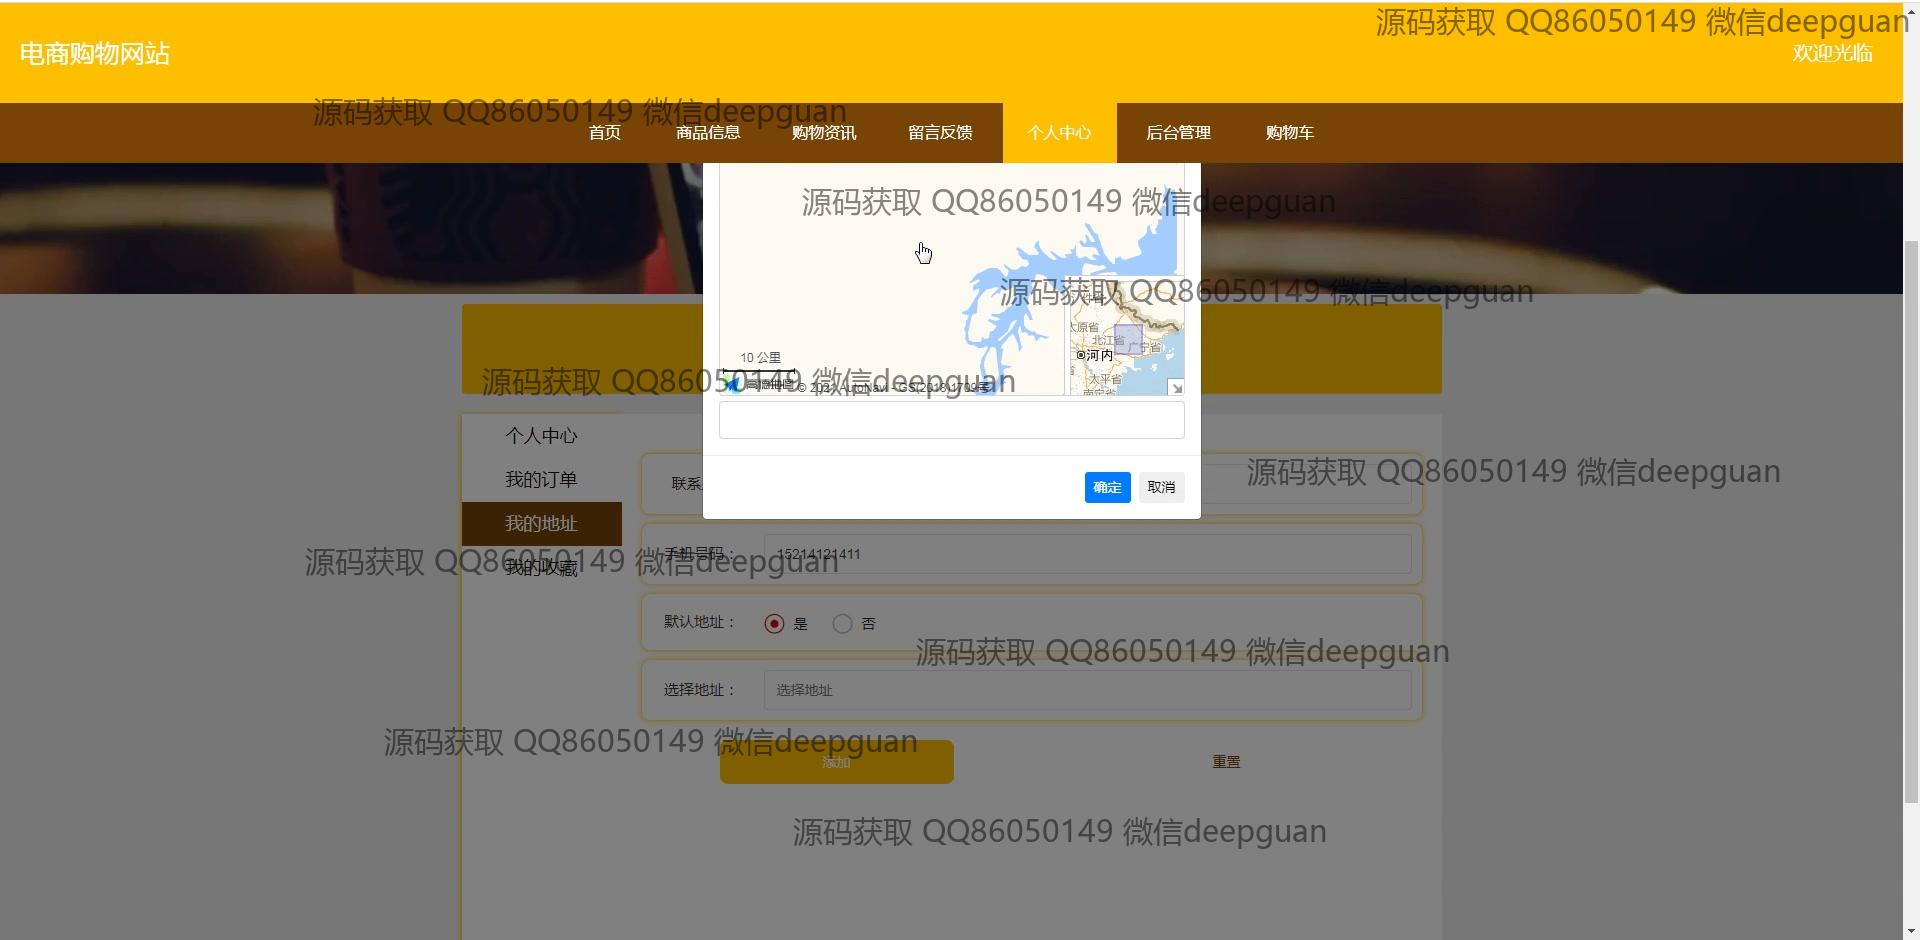 源码获取 QQ86050149 微信deepguan
电商购物网站
欢迎光临
源码获取 QQ86050149 微信deepguan
首页
商品信息
购物资讯
留言反馈
个人中心
后台管理
购物车
源码获取 QQ86050149 微信deepguan
源码获取 QQ86050149 微信deepguan
太原省
北江省
广宁省
河内
太平省
南定省
10 公里
高德地图
© 2021 AutoNavi - GS(2018)1709号
源码获取 QQ86050149 微信deepguan
个人中心
我的订单
我的地址
我的收藏
源码获取 QQ86050149 微信deepguan
联系
确定
取消
手机号码：
15214121411
源码获取 QQ86050149 微信deepguan
默认地址：
是
否
源码获取 QQ86050149 微信deepguan
选择地址：
选择地址
源码获取 QQ86050149 微信deepguan
添加
重置
源码获取 QQ86050149 微信deepguan